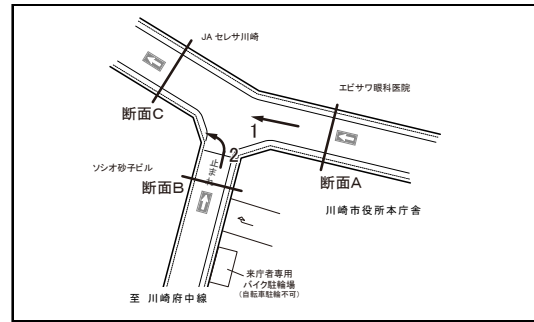 JA セレサ川崎
エビサワ眼科医院
断面C
1
ソシオ砂子ビル
2
止まれ
断面A
断面B
川崎市役所本庁舎
来庁者専用
バイク駐輪場
(自転車駐輪不可)
至 川崎府中線